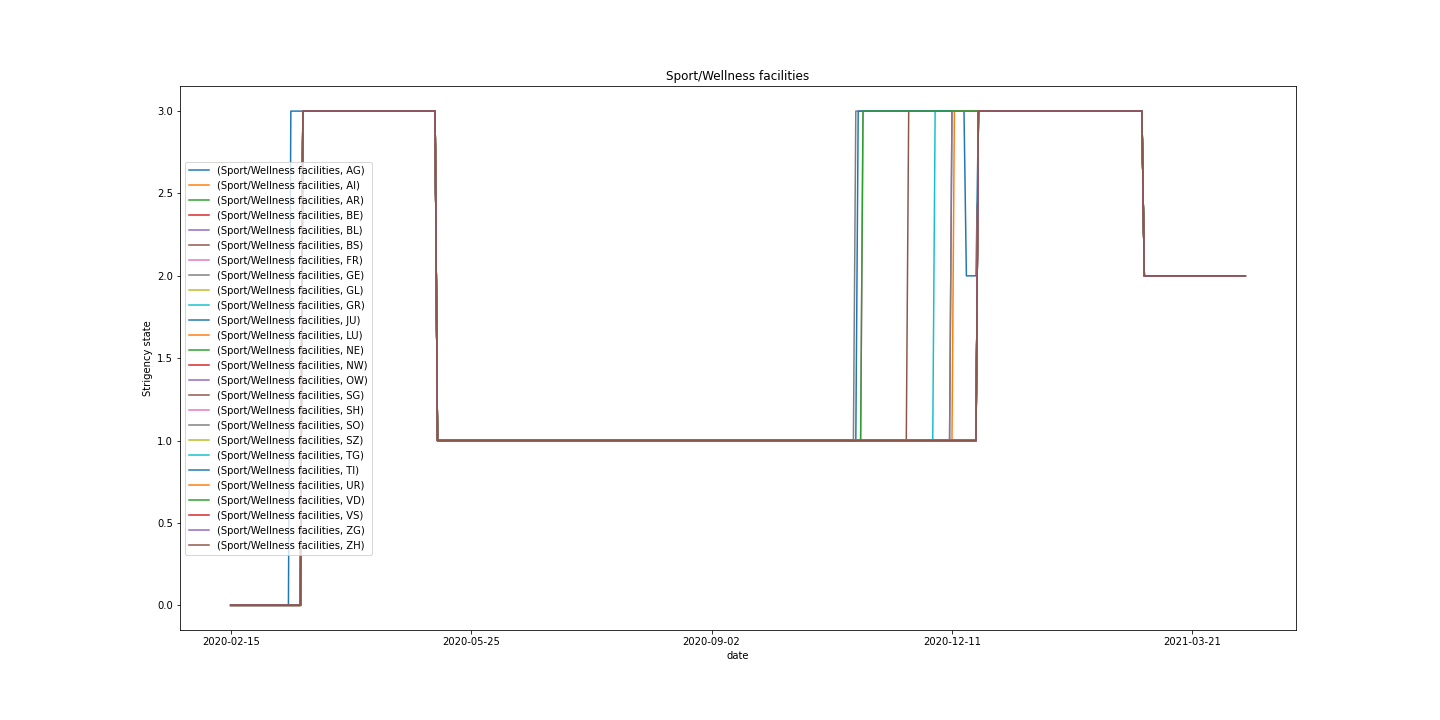 Sport/Wellness facilities
3.0
2.5
2.0
1.5
1.0
0.5
0.0
Strigency state
(Sport/Wellness facilities, AG)
(Sport/Wellness facilities, AI)
(Sport/Wellness facilities, AR)
(Sport/Wellness facilities, BE)
(Sport/Wellness facilities, BL)
(Sport/Wellness facilities, BS)
(Sport/Wellness facilities, FR)
(Sport/Wellness facilities, GE)
(Sport/Wellness facilities, GL)
(Sport/Wellness facilities, GR)
(Sport/Wellness facilities, JU)
(Sport/Wellness facilities, LU)
(Sport/Wellness facilities, NE)
(Sport/Wellness facilities, NW)
(Sport/Wellness facilities, OW)
(Sport/Wellness facilities, SG)
(Sport/Wellness facilities, SH)
(Sport/Wellness facilities, SO)
(Sport/Wellness facilities, SZ)
(Sport/Wellness facilities, TG)
(Sport/Wellness facilities, TI)
(Sport/Wellness facilities, UR)
(Sport/Wellness facilities, VD)
(Sport/Wellness facilities, VS)
(Sport/Wellness facilities, ZG)
(Sport/Wellness facilities, ZH)
2020-02-15 2020-05-25 2020-09-02 2020-12-11 2021-03-21
date